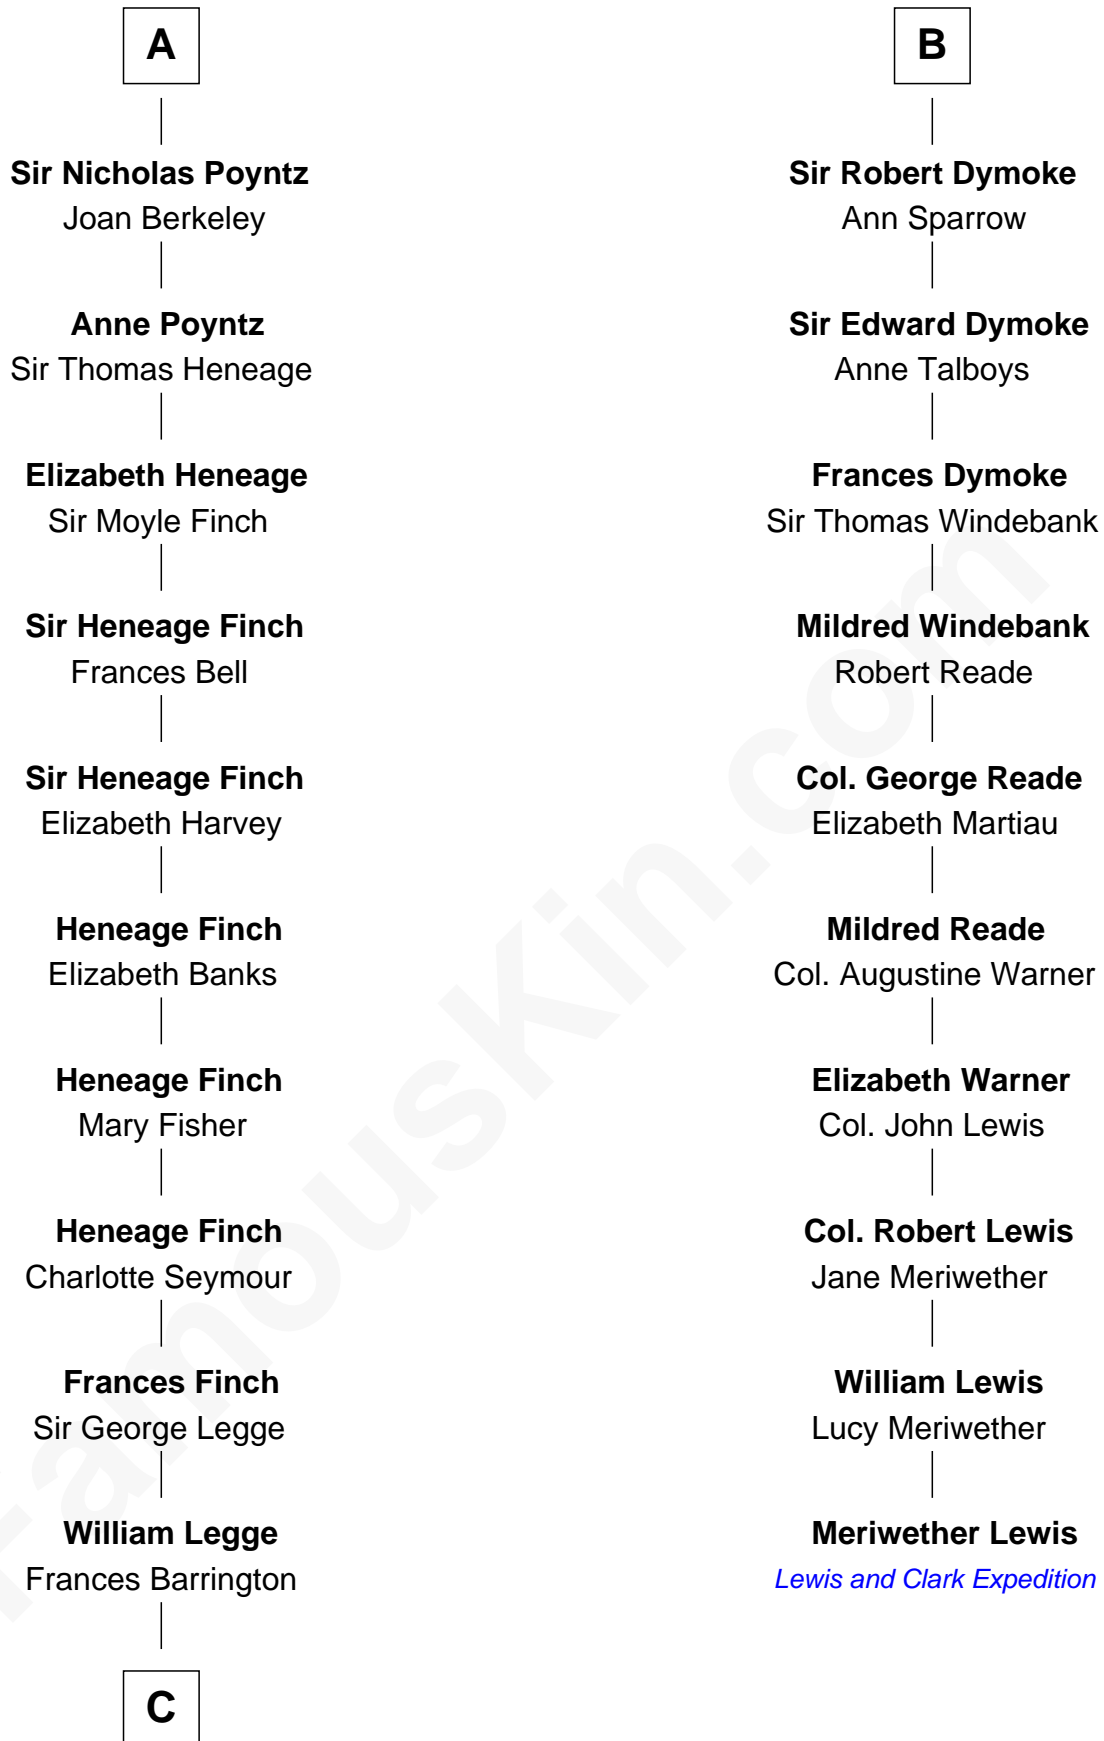 A
Sir Nicholas Poyntz
Joan Berkeley
Anne Poyntz
Sir Thomas Heneage
Elizabeth Heneage
Sir Moyle Finch
Sir Heneage Finch
Frances Bell
Sir Heneage Finch
Elizabeth Harvey
Heneage Finch
Elizabeth Banks
Heneage Finch
Mary Fisher
Heneage Finch
Charlotte Seymour
Frances Finch
Sir George Legge
William Legge
Frances Barrington
C
B
Sir Robert Dymoke
Ann Sparrow
Sir Edward Dymoke
Anne Talboys
Frances Dymoke
Sir Thomas Windebank
Mildred Windebank
Robert Reade
Col. George Reade
Elizabeth Martiau
Mildred Reade
Col. Augustine Warner
Elizabeth Warner
Col. John Lewis
Col. Robert Lewis
Jane Meriwether
William Lewis
Lucy Meriwether
Meriwether Lewis
Lewis and Clark Expedition
FamousKin.com